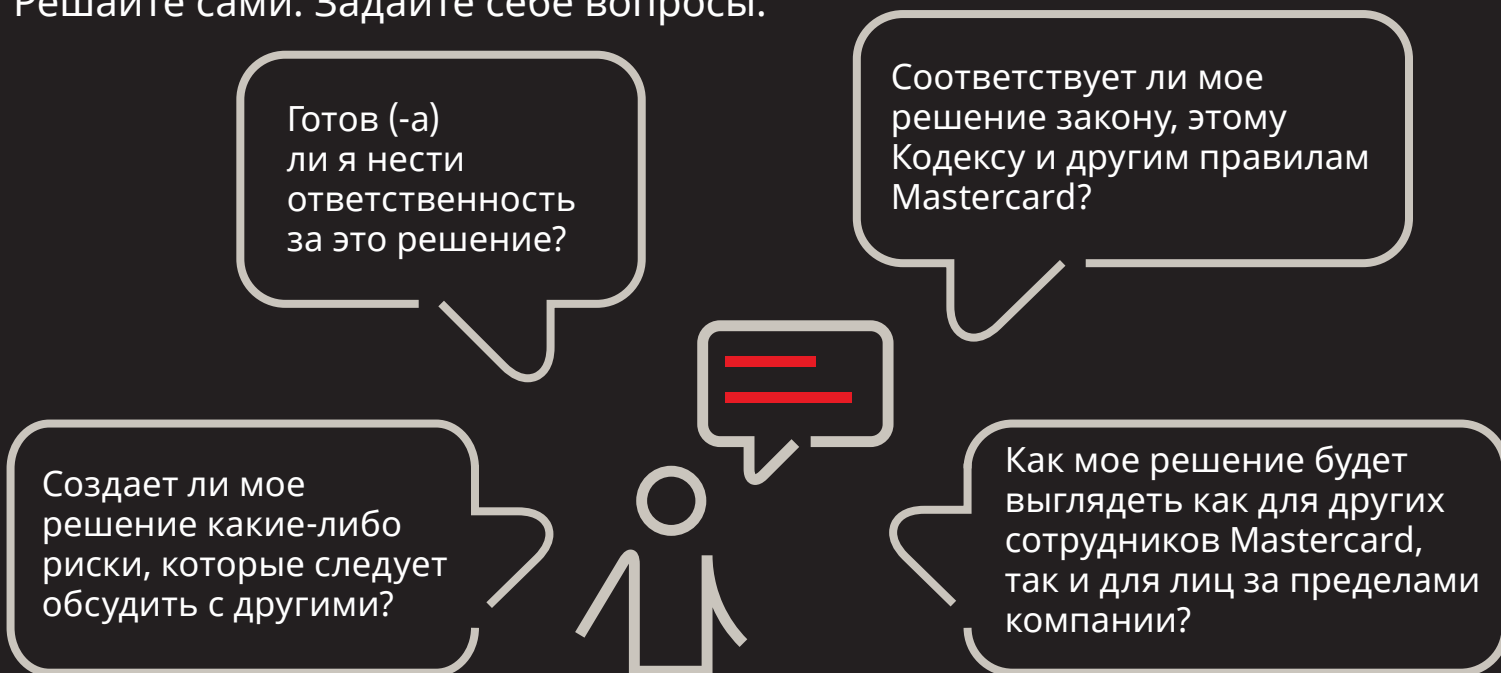 Решайте сами. Задайте себе вопросы.
Готов (-а)
ли я нести
ответственность
за это решение?
Соответствует ли мое
решение закону, этому
Кодексу и другим правилам
Mastercard?
Создает ли мое
решение какие-либо
риски, которые следует
обсудить с другими?
Как мое решение будет
выглядеть как для других
сотрудников Mastercard,
так и для лиц за пределами
компании?